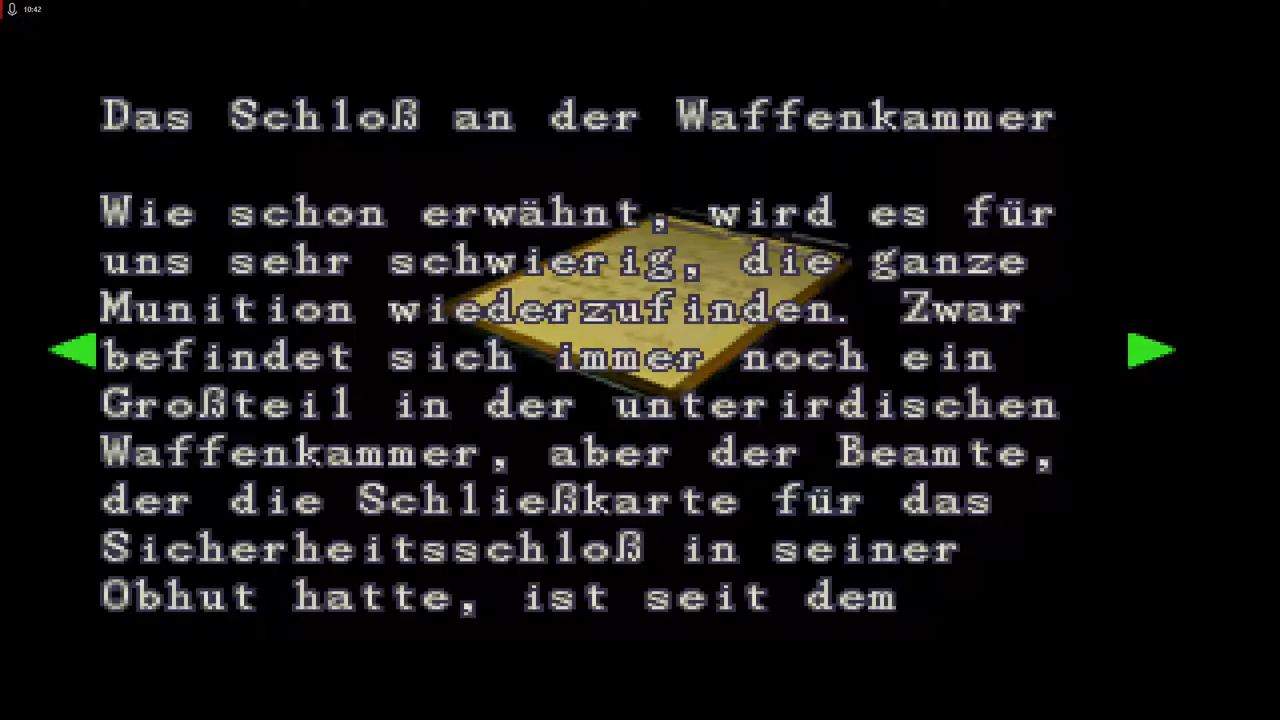 10:42
Das Schloß an der Waffenkammer
Wie schon erwähnt, wird es für
uns sehr schwierig, die ganze
Munition wiederzufinden. Zwar
befindet sich immer noch ein
Großteil in der unterirdischen
Waffenkammer, aber der Beamte,
der die Schließkarte für das
Sicherheitsschloß in seiner
Obhut hatte, ist seit dem